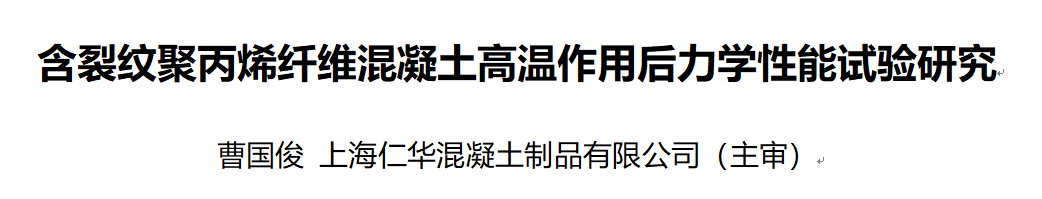 含裂纹聚丙烯纤维混凝土高温作用后力学性能试验研究
曹国俊 上海仁华混凝土制品有限公司（主审）